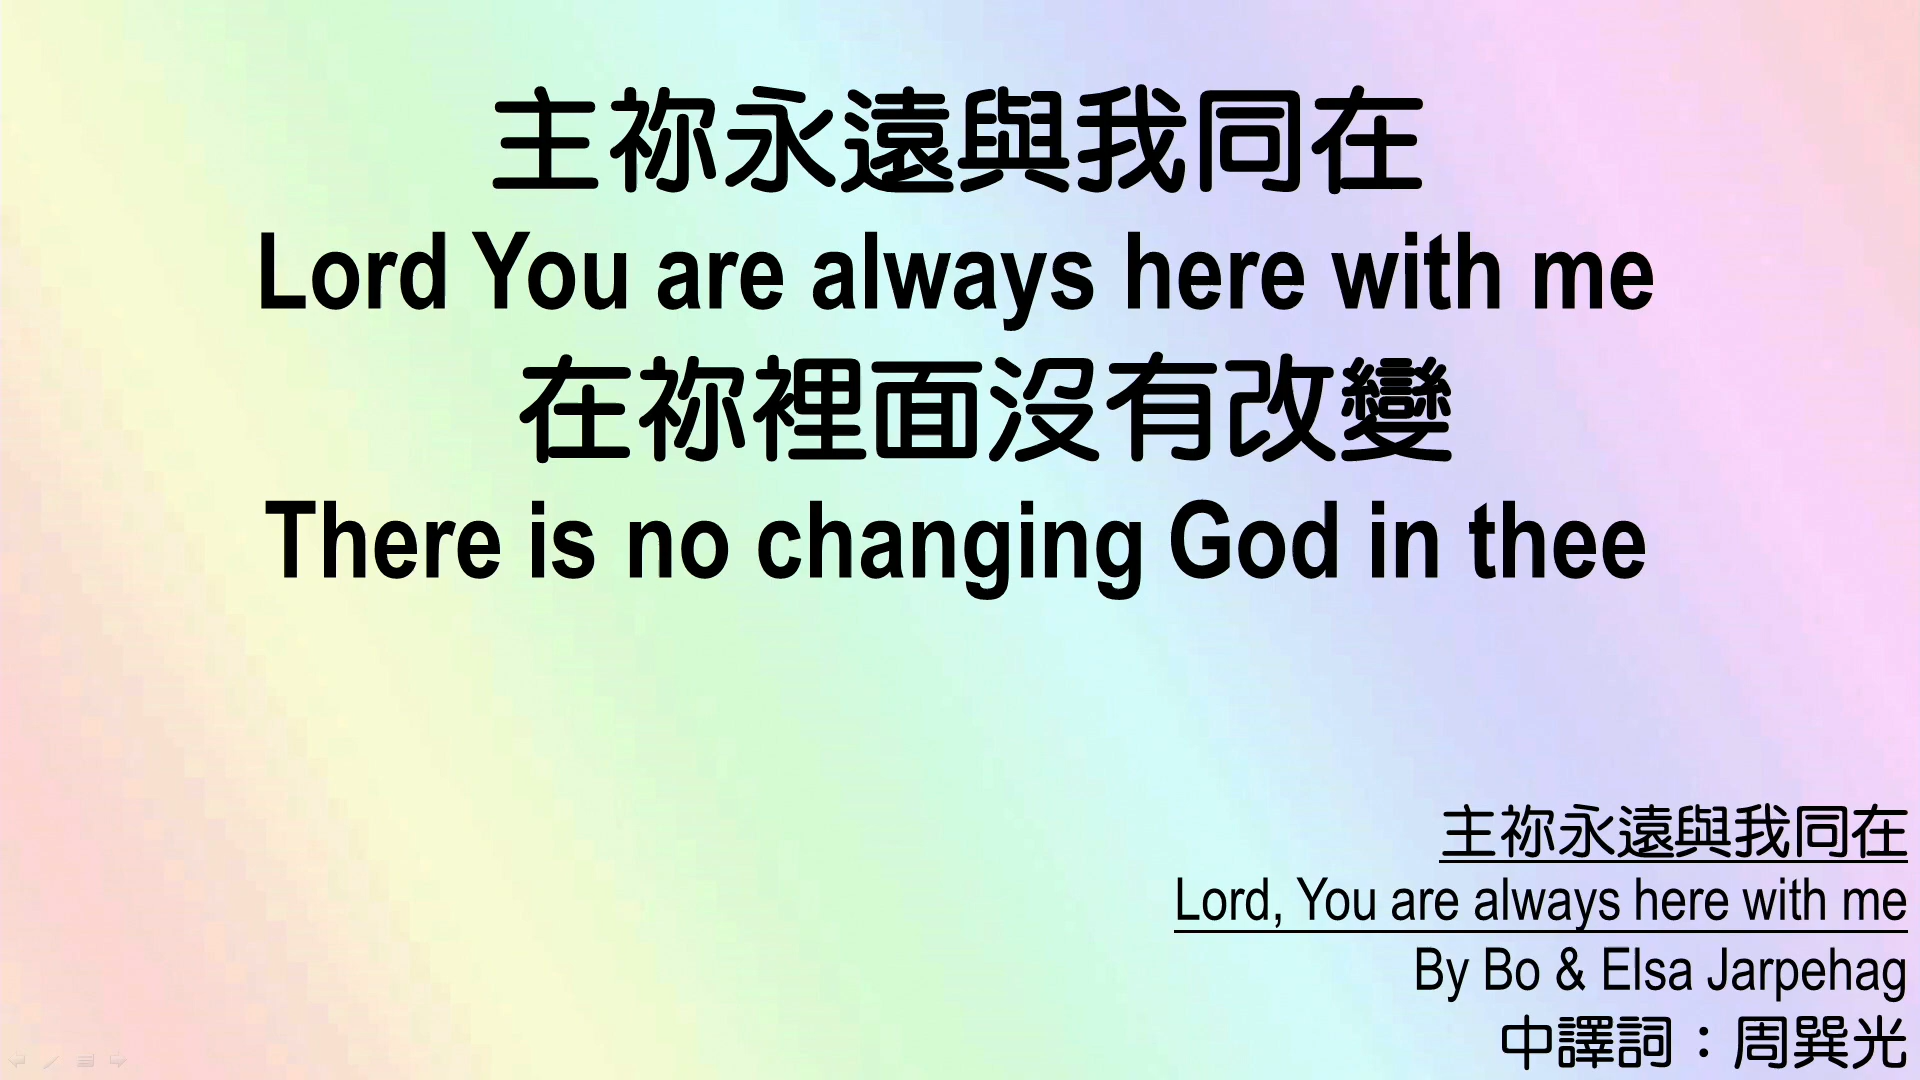 主祢永遠與我同在
Lord You are always here with me
在祢裡面沒有改變
There is no changing God in thee
主祢永遠與我同在
Lord, You are always here with me
By Bo & Elsa Jarpehag
中譯詞：周巽光